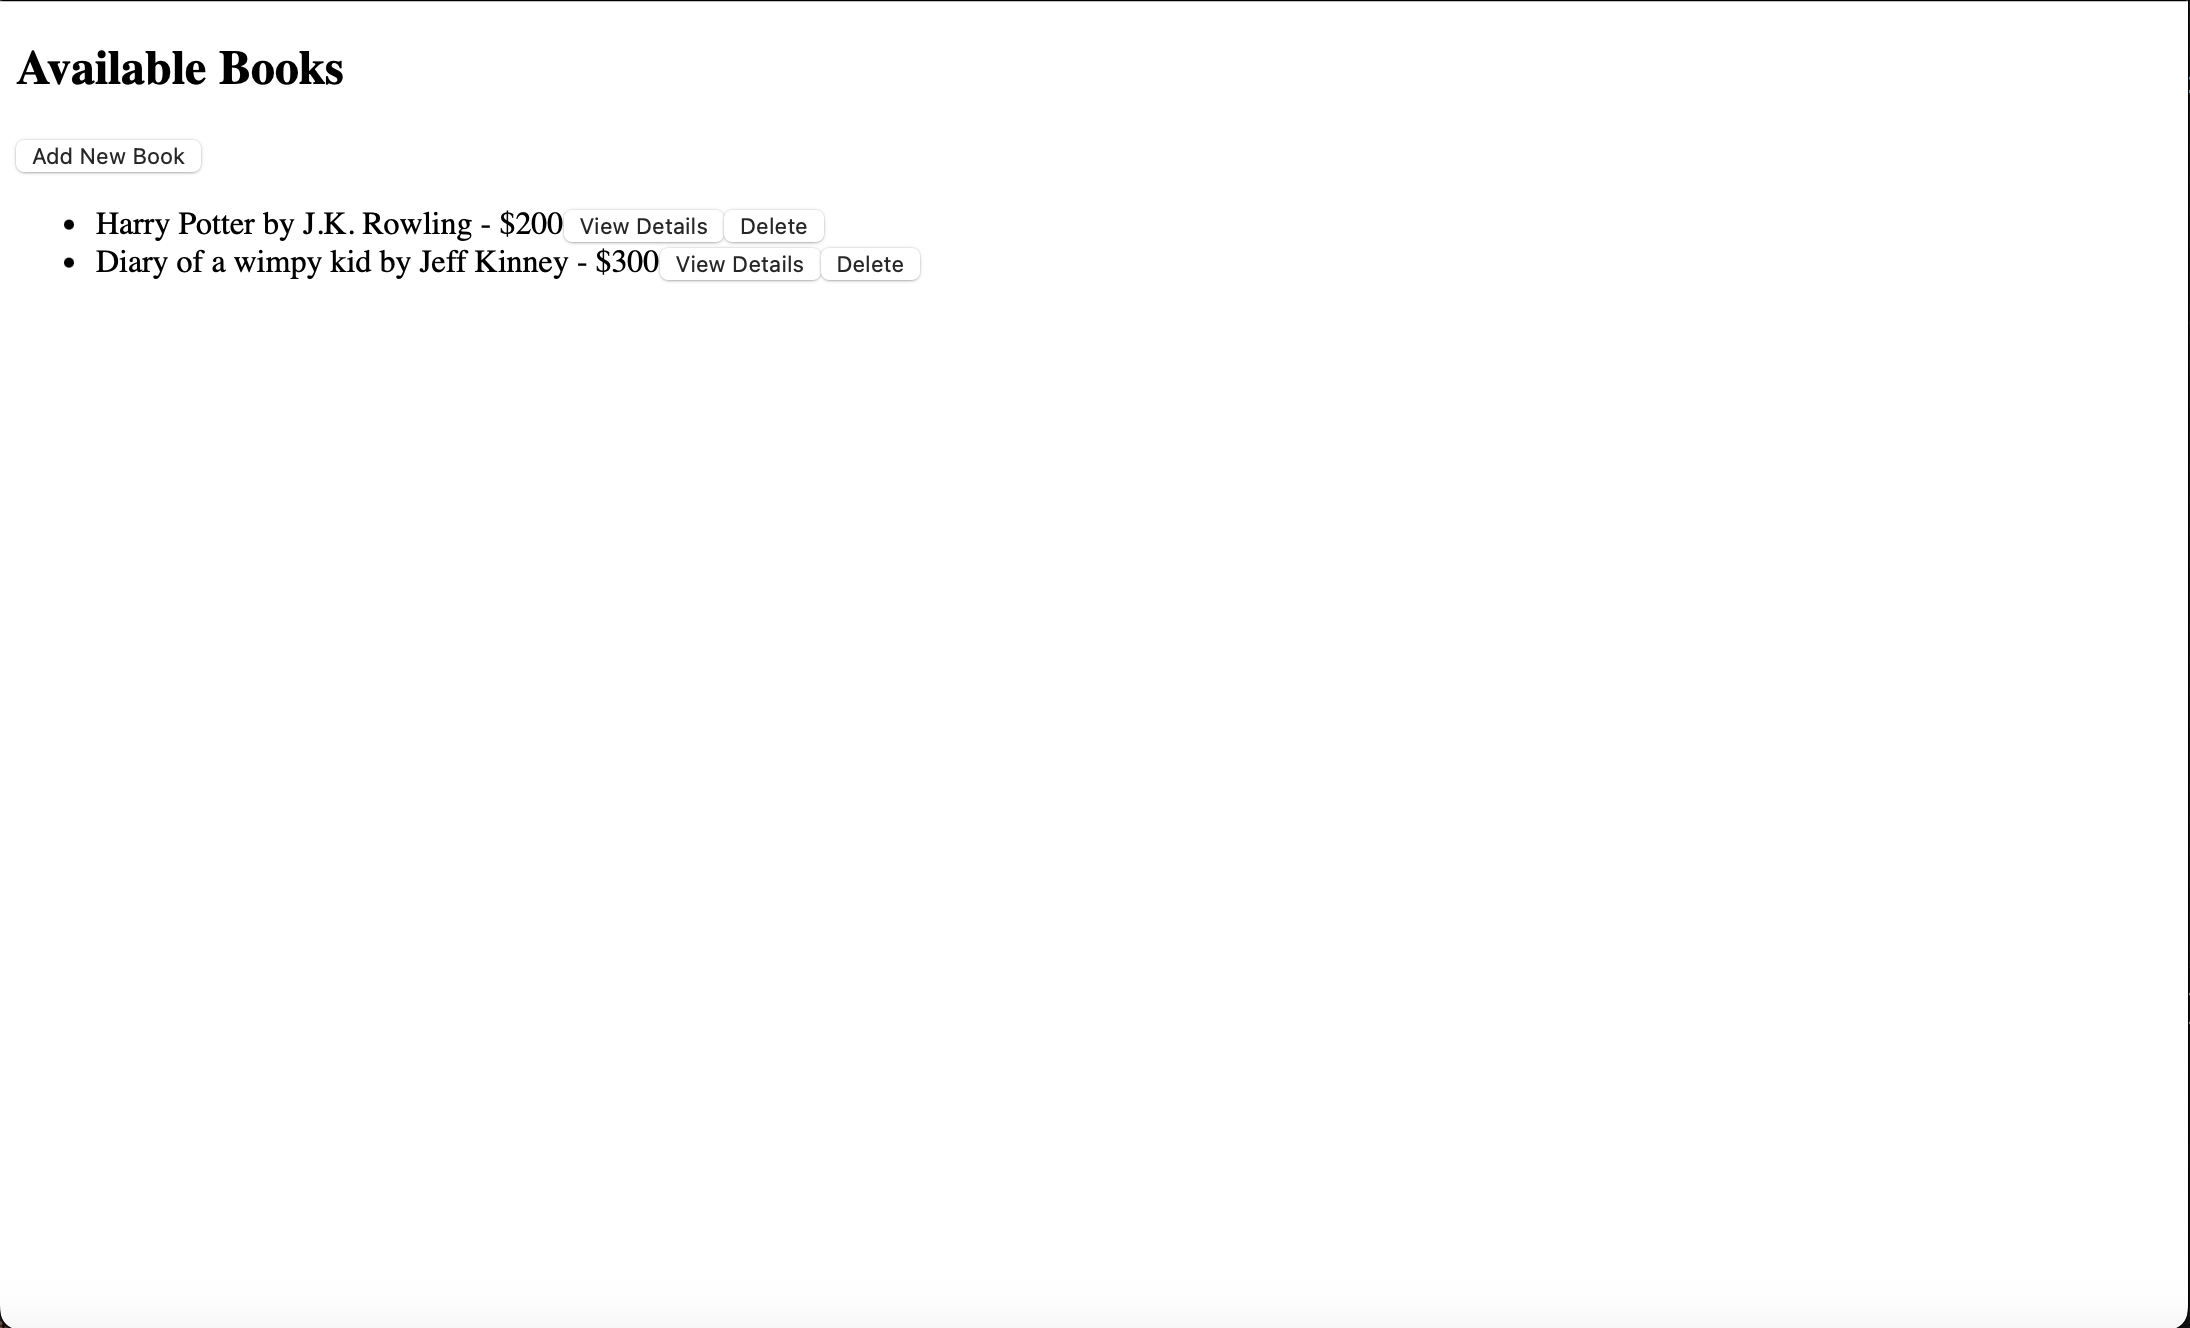 Available Books
Add New Book
Harry Potter by J.K. Rowling - $200 View Details Delete
Diary of a wimpy kid by Jeff Kinney - $300 View Details Delete